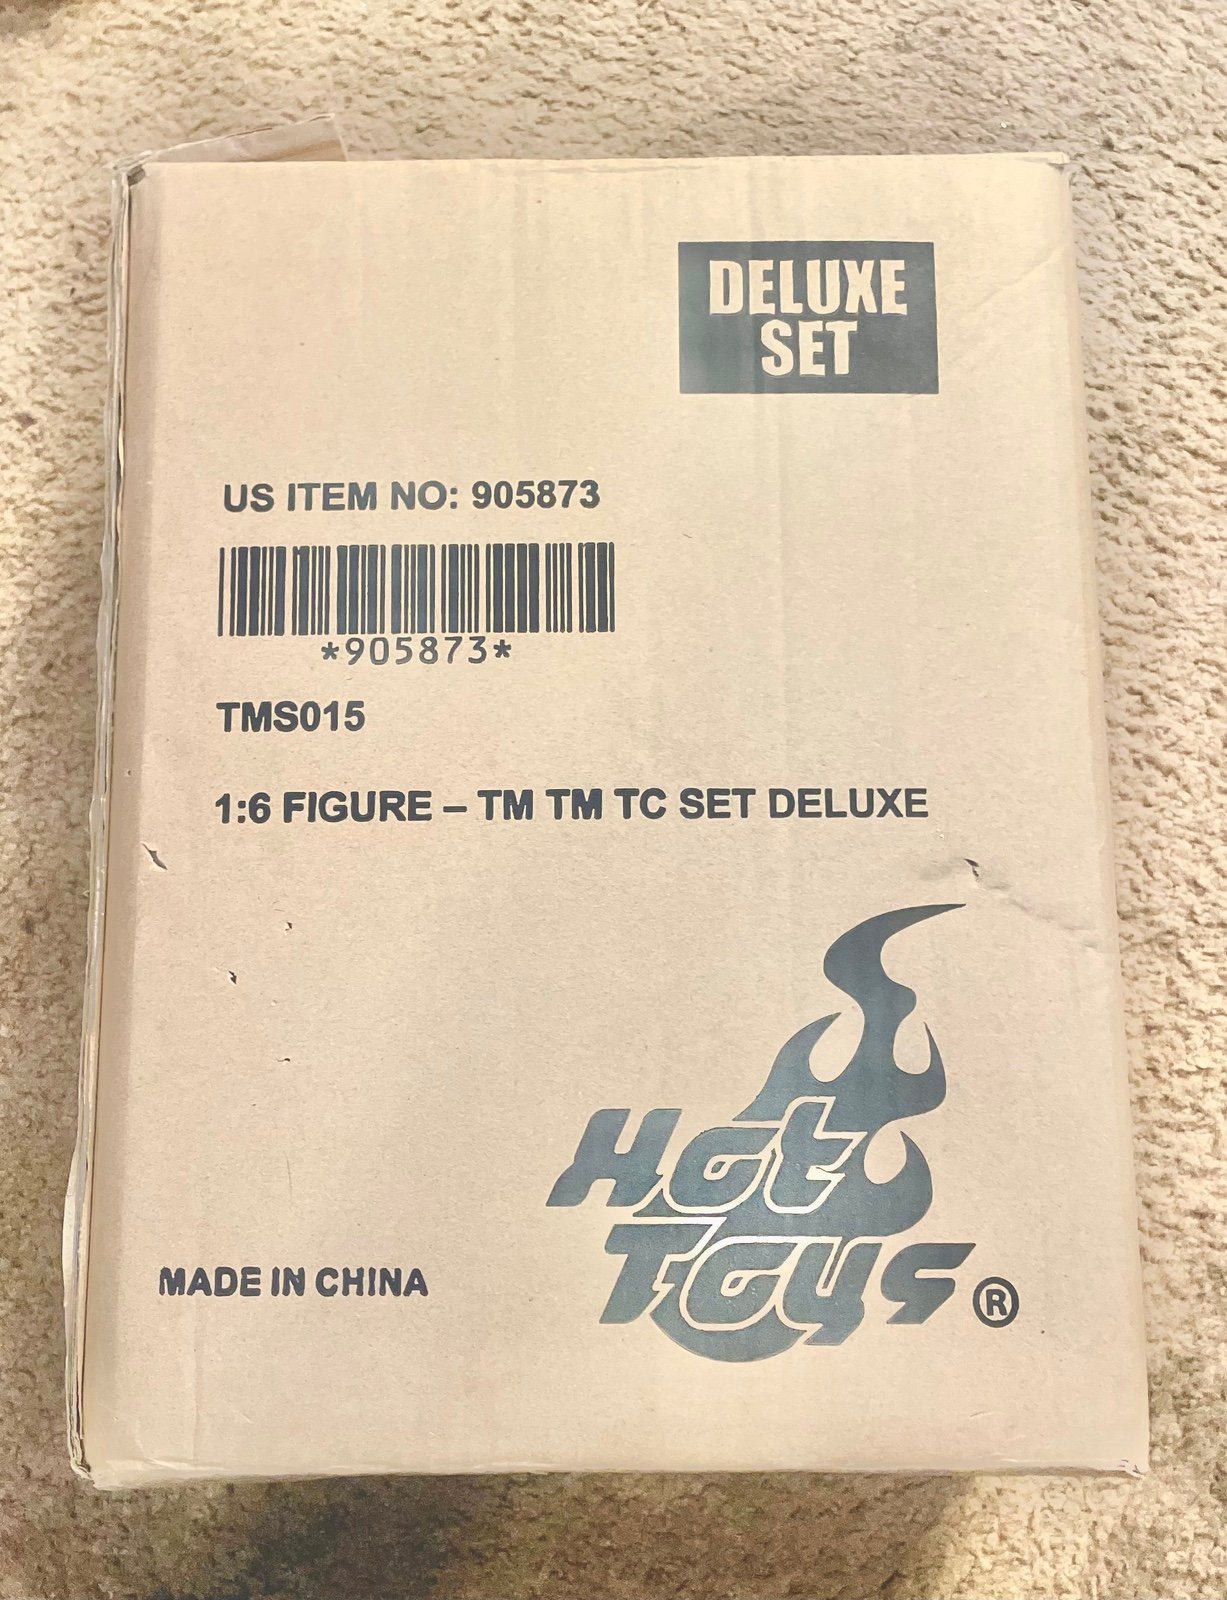 DELUXE
SET
US ITEM NO: 905873
*905873*
TMS015
1:6 FIGURE – TM TM TC SET DELUXE
Hot
Toys ®
MADE IN CHINA